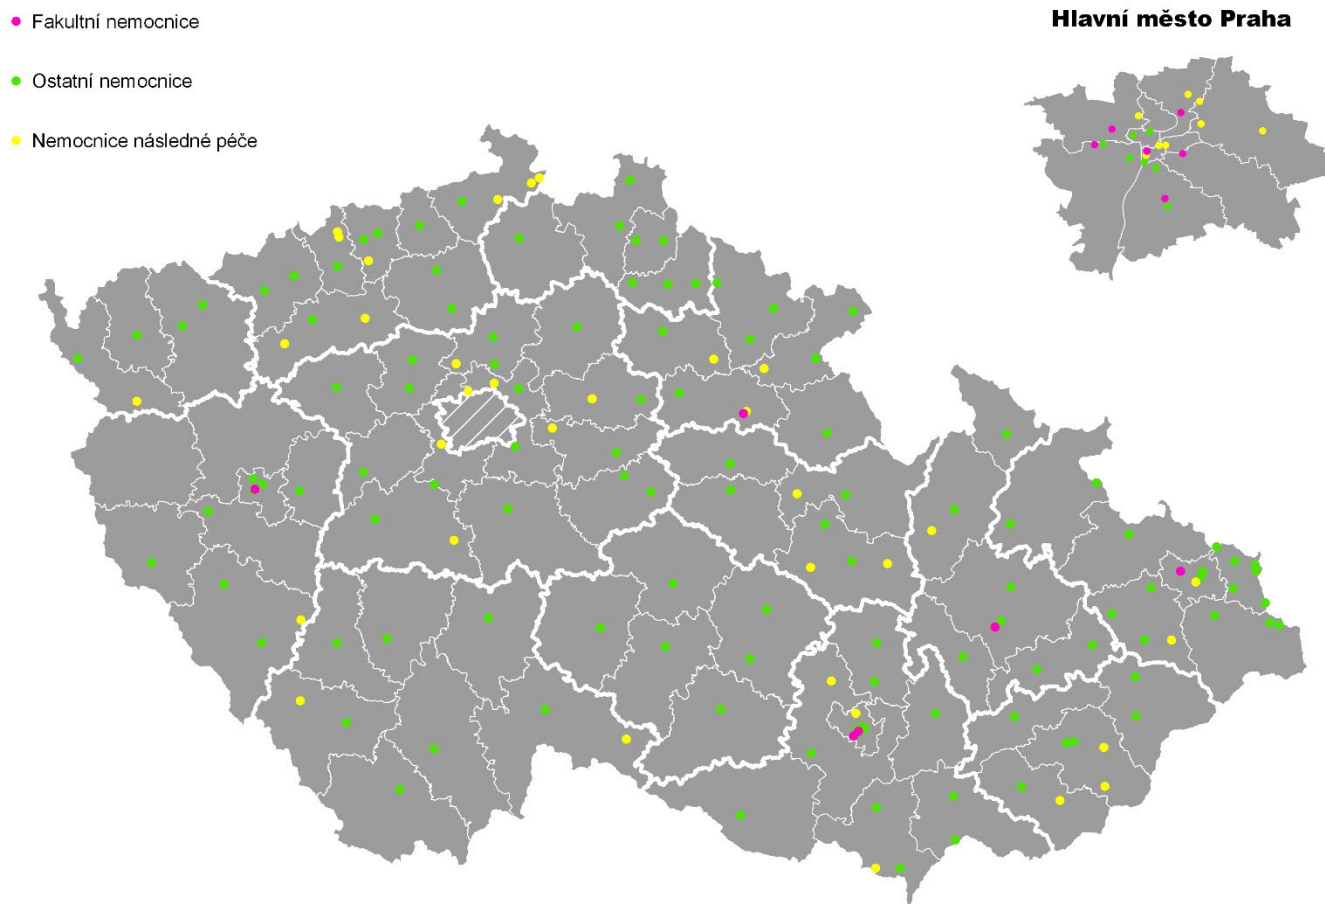 Fakultní nemocnice
Ostatní nemocnice
Nemocnice následné péče
Hlavní město Praha